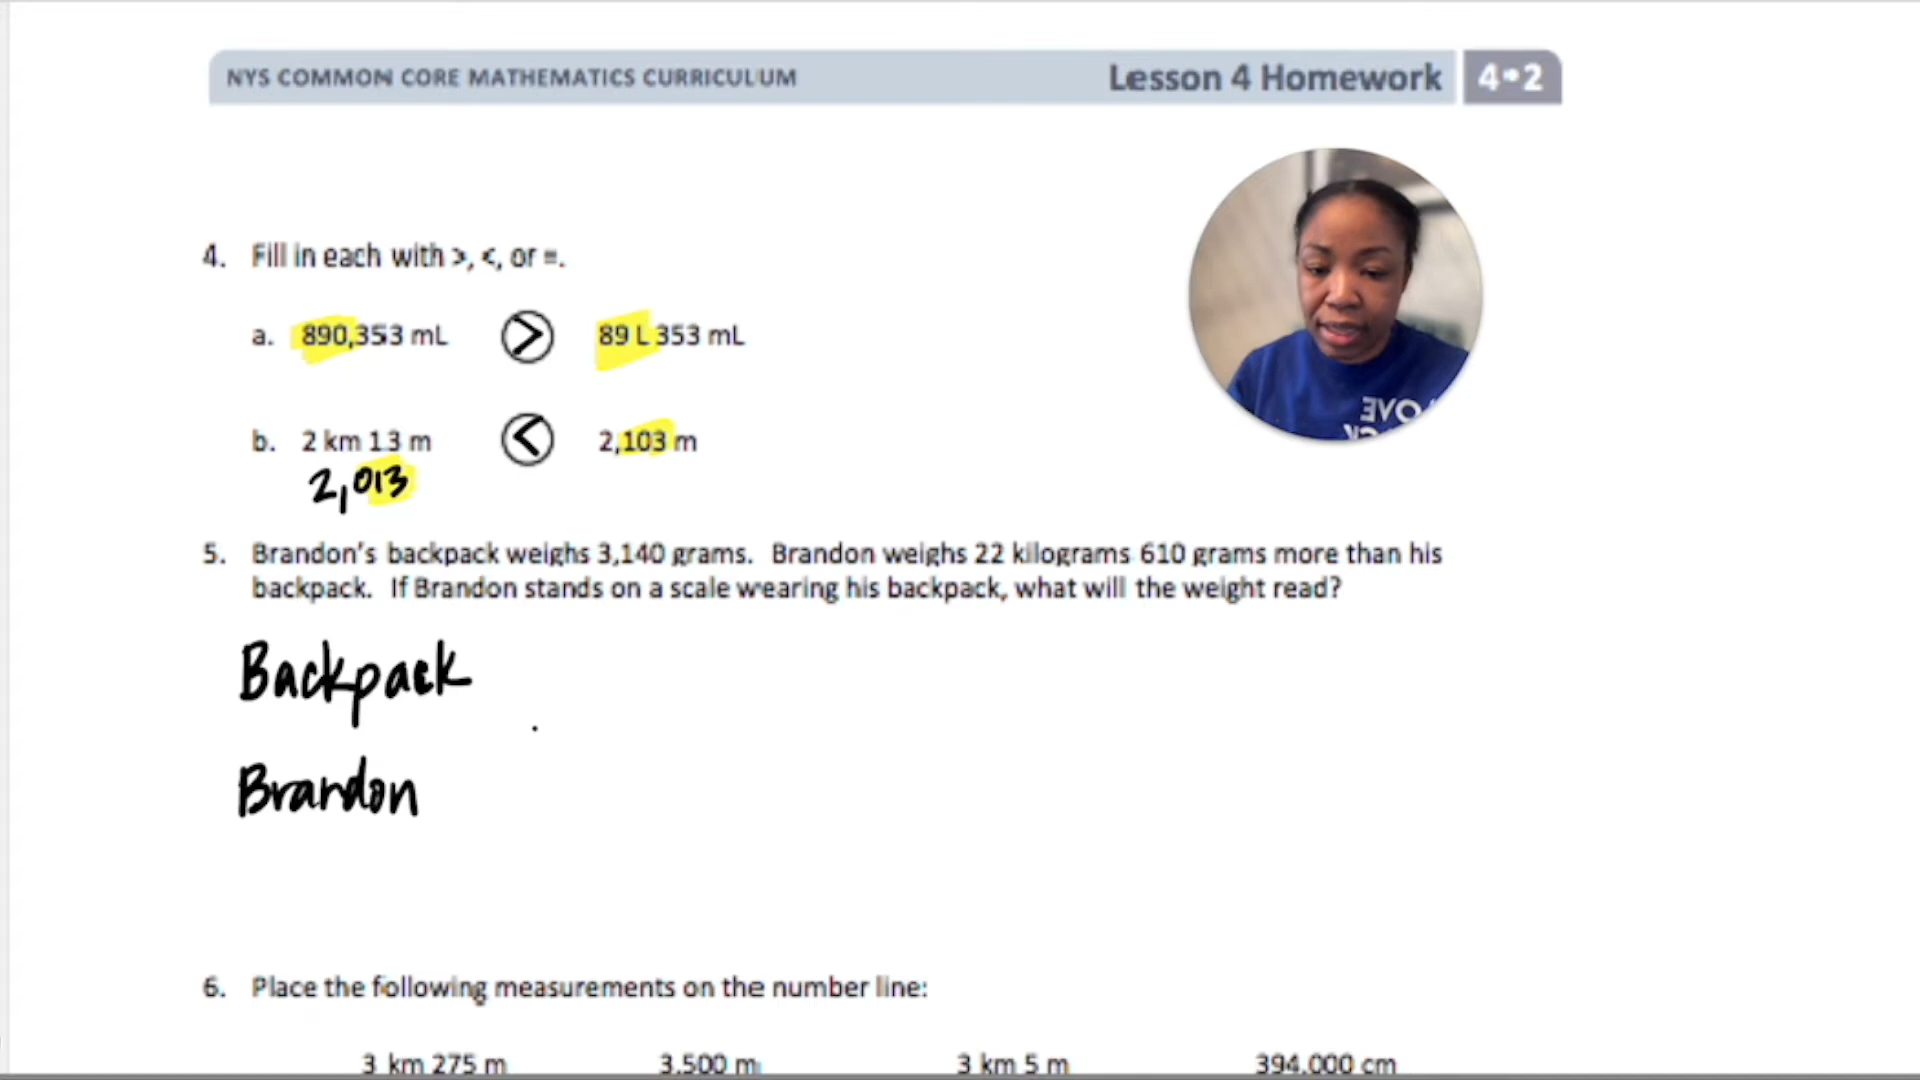 NYS COMMON CORE MATHEMATICS CURRICULUM Lesson 4 Homework 4•2
4. Fill in each with >, <, or =.
a. 890,353 mL > 89 L 353 mL
b. 2 km 13 m < 2,103 m
2,013
5. Brandon's backpack weighs 3,140 grams. Brandon weighs 22 kilograms 610 grams more than his
backpack. If Brandon stands on a scale wearing his backpack, what will the weight read?
Backpack
Brandon
6. Place the following measurements on the number line:
3 km 275 m 3,500 m 3 km 5 m 394,000 cm